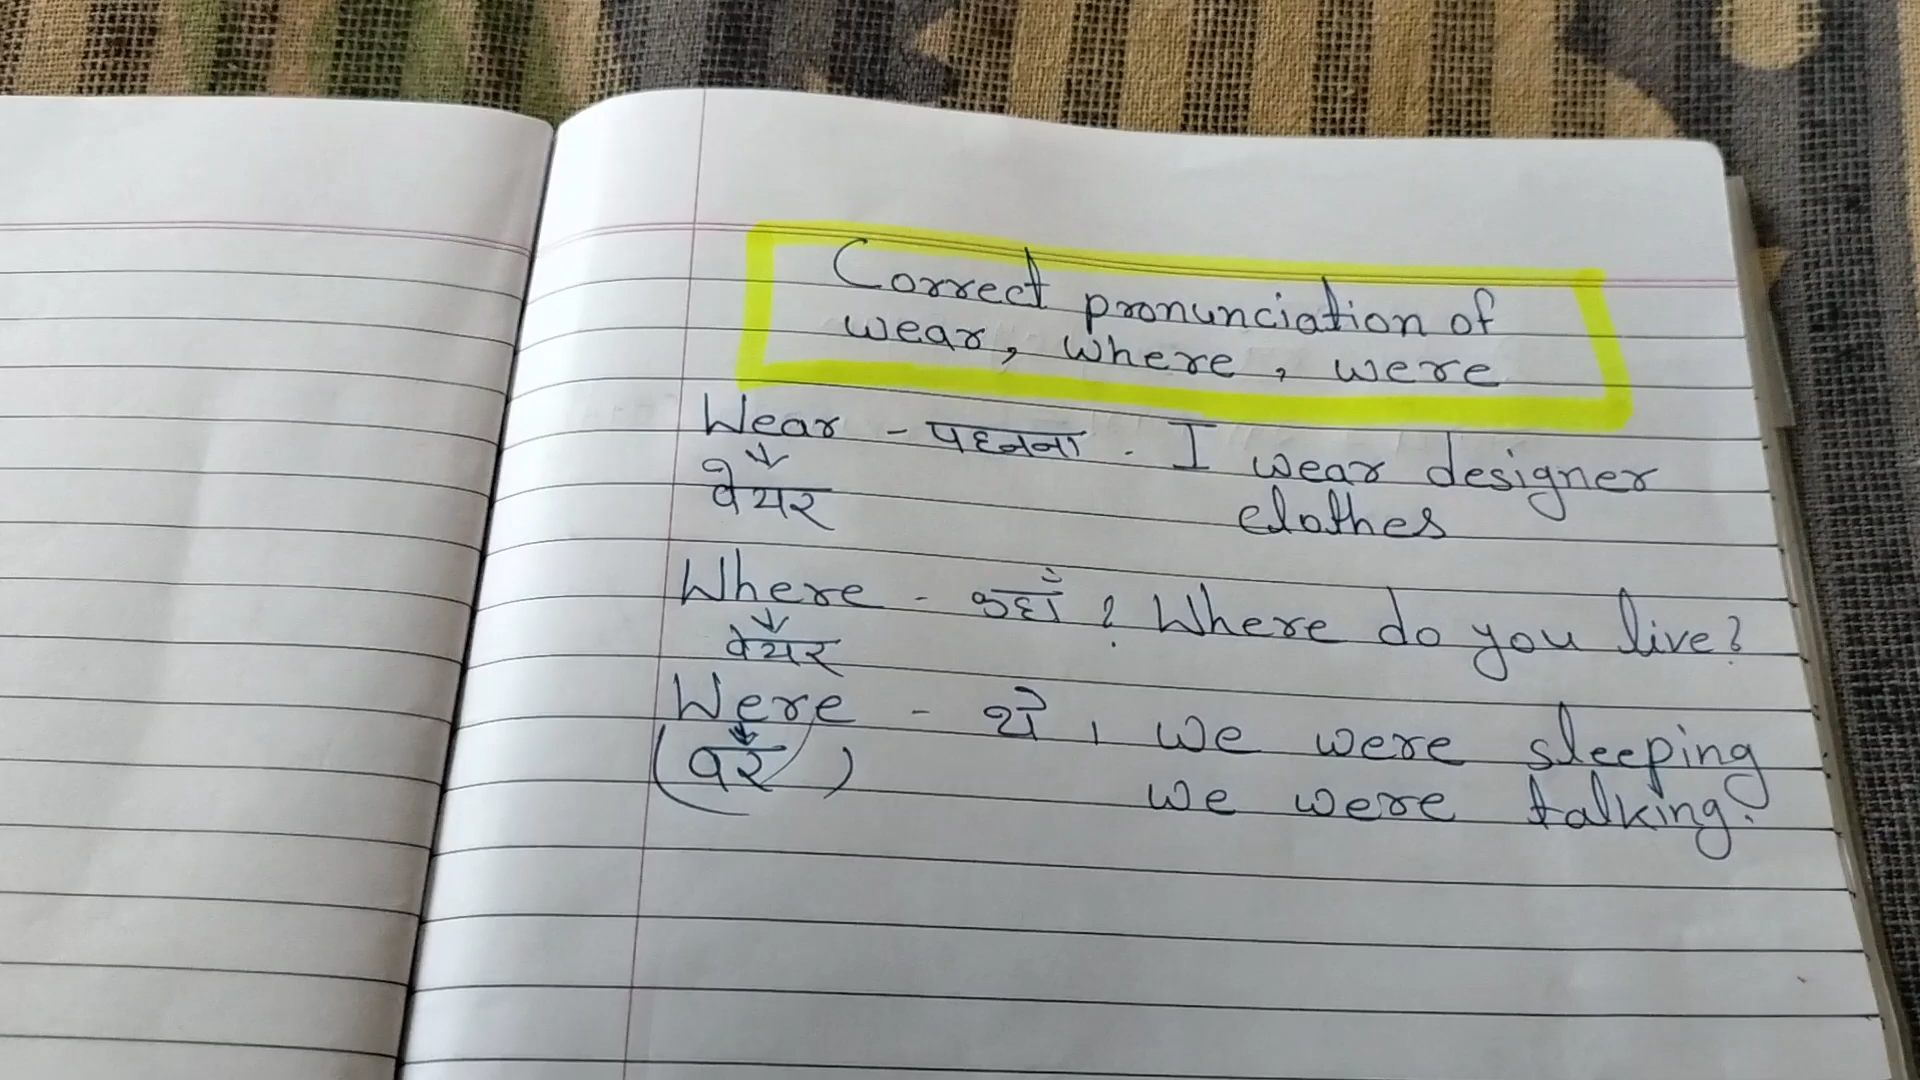 Correct pronunciation of
wear, where, were
Wear - पहनना - I wear designer
वेयर clothes
Where - कहाँ ? Where do you live?
वेयर
Were - थे, we were sleeping
(वर) we were talking.